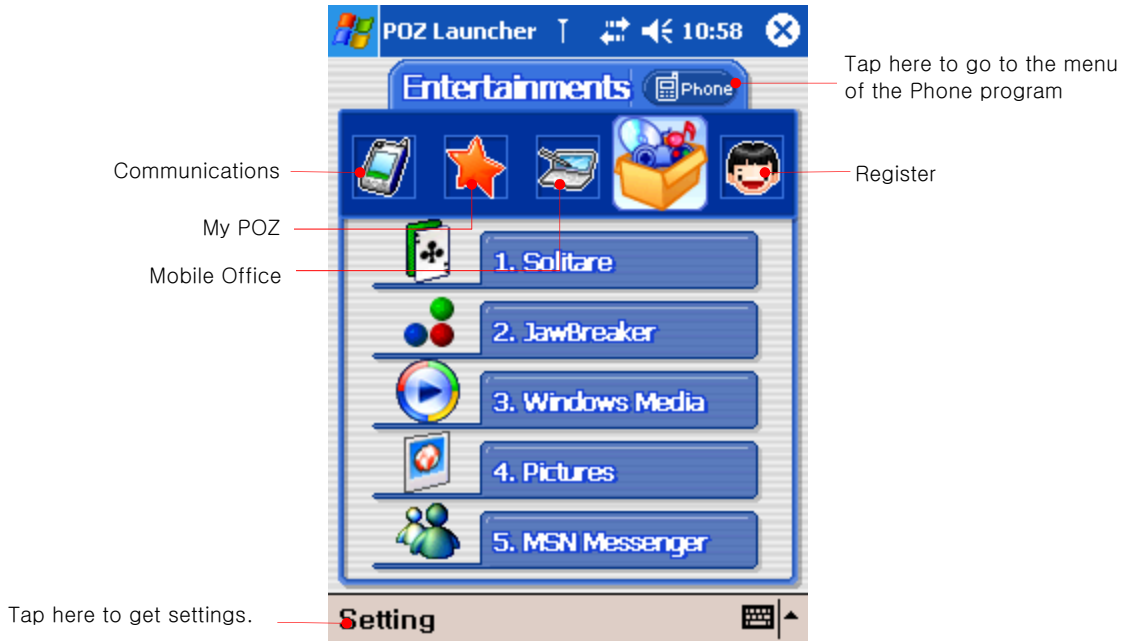 POZ Launcher 10:58
Entertainments Phone
Tap here to go to the menu
of the Phone program
Communications
Register
My POZ
Mobile Office
1. Solitare
2. JawBreaker
3. Windows Media
4. Pictures
5. MSN Messenger
Tap here to get settings.
Setting